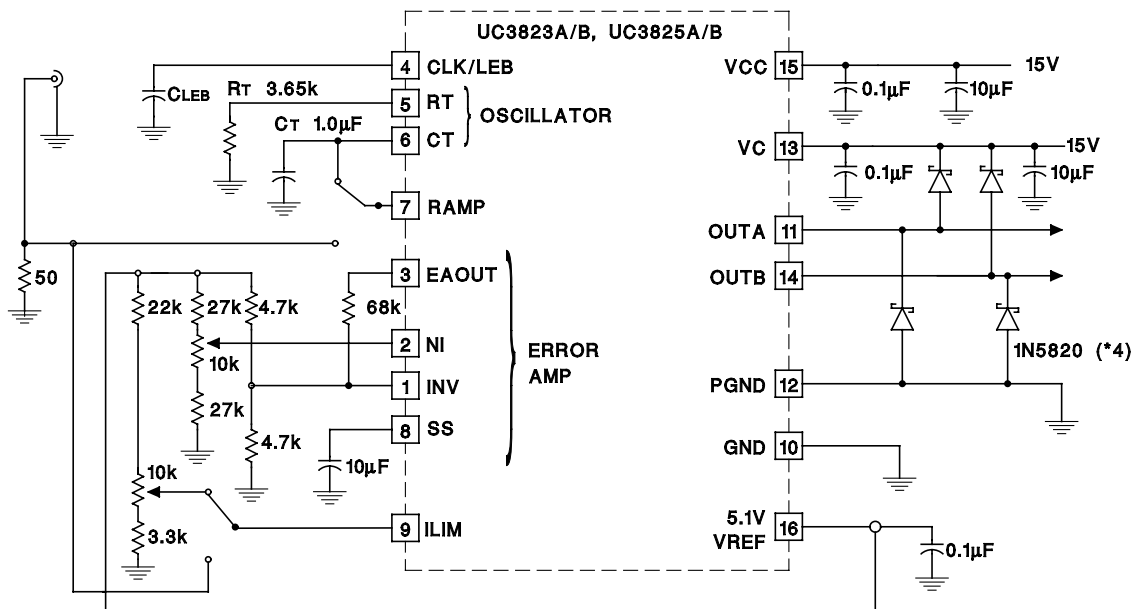 UC3823A/B, UC3825A/B
4 CLK/LEB
CLEB
RT 3.65k
5 RT
OSCILLATOR
CT 1.0μF
6 CT
7 RAMP
50
3 EAOUT
22k
27k
4.7k
68k
2 NI
10k
ERROR
AMP
1 INV
27k
8 SS
4.7k
10μF
10k
9 ILIM
3.3k
VCC 15
15V
0.1μF
10μF
VC 13
15V
0.1μF
10μF
OUTA 11
OUTB 14
1N5820 (*4)
PGND 12
GND 10
5.1V
VREF 16
0.1μF